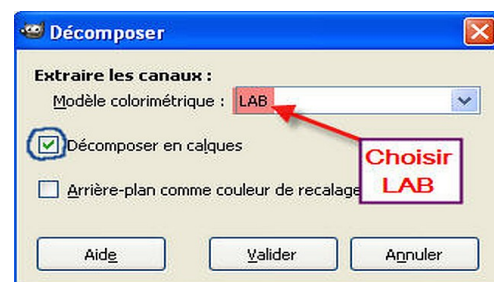 Décomposer
Extraire les canaux :
Modèle colorimétrique : LAB
Décomposer en calques
Choisir
LAB
Arrière-plan comme couleur de recalage
Aide
Valider
Annuler